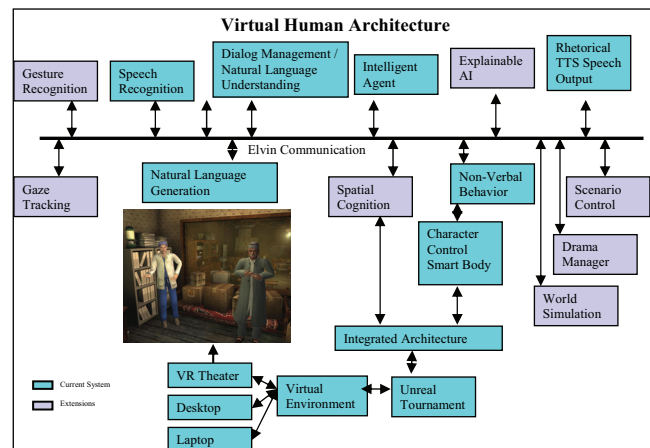 Virtual Human Architecture
Gesture
Recognition
Speech
Recognition
Dialog Management /
Natural Language
Understanding
Intelligent
Agent
Explainable
AI
Rhetorical
TTS Speech
Output
Elvin Communication
Gaze
Tracking
Natural Language
Generation
Spatial
Cognition
Non-Verbal
Behavior
Scenario
Control
Character
Control
Smart Body
Drama
Manager
World
Simulation
Integrated Architecture
VR Theater
Desktop
Laptop
Virtual
Environment
Unreal
Tournament
Current System
Extensions